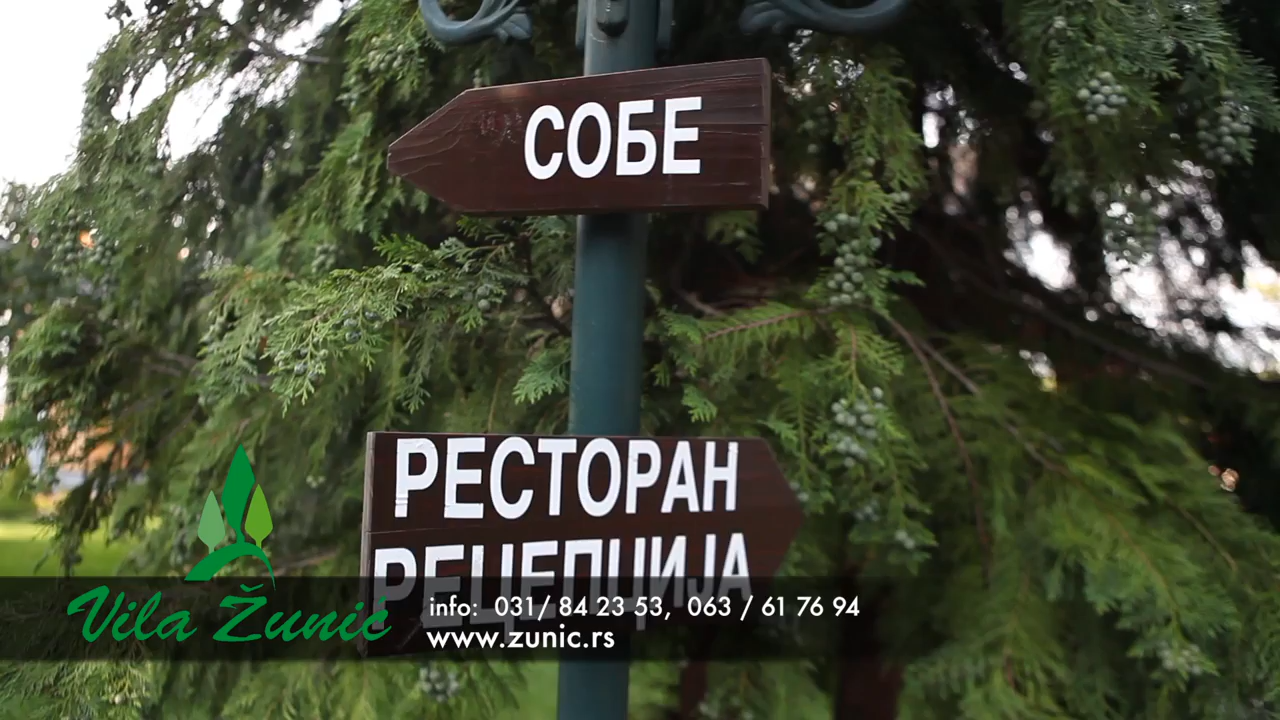 СОБЕ
РЕСТОРАН
РЕЦЕПЦИЈА
Vila Žunić
info: 031/ 84 23 53, 063 / 61 76 94
www.zunic.rs